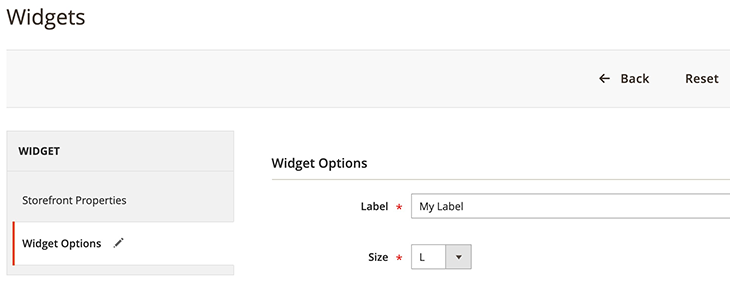 Widgets
← Back Reset
WIDGET
Storefront Properties
Widget Options
Widget Options
Label * My Label
Size * L